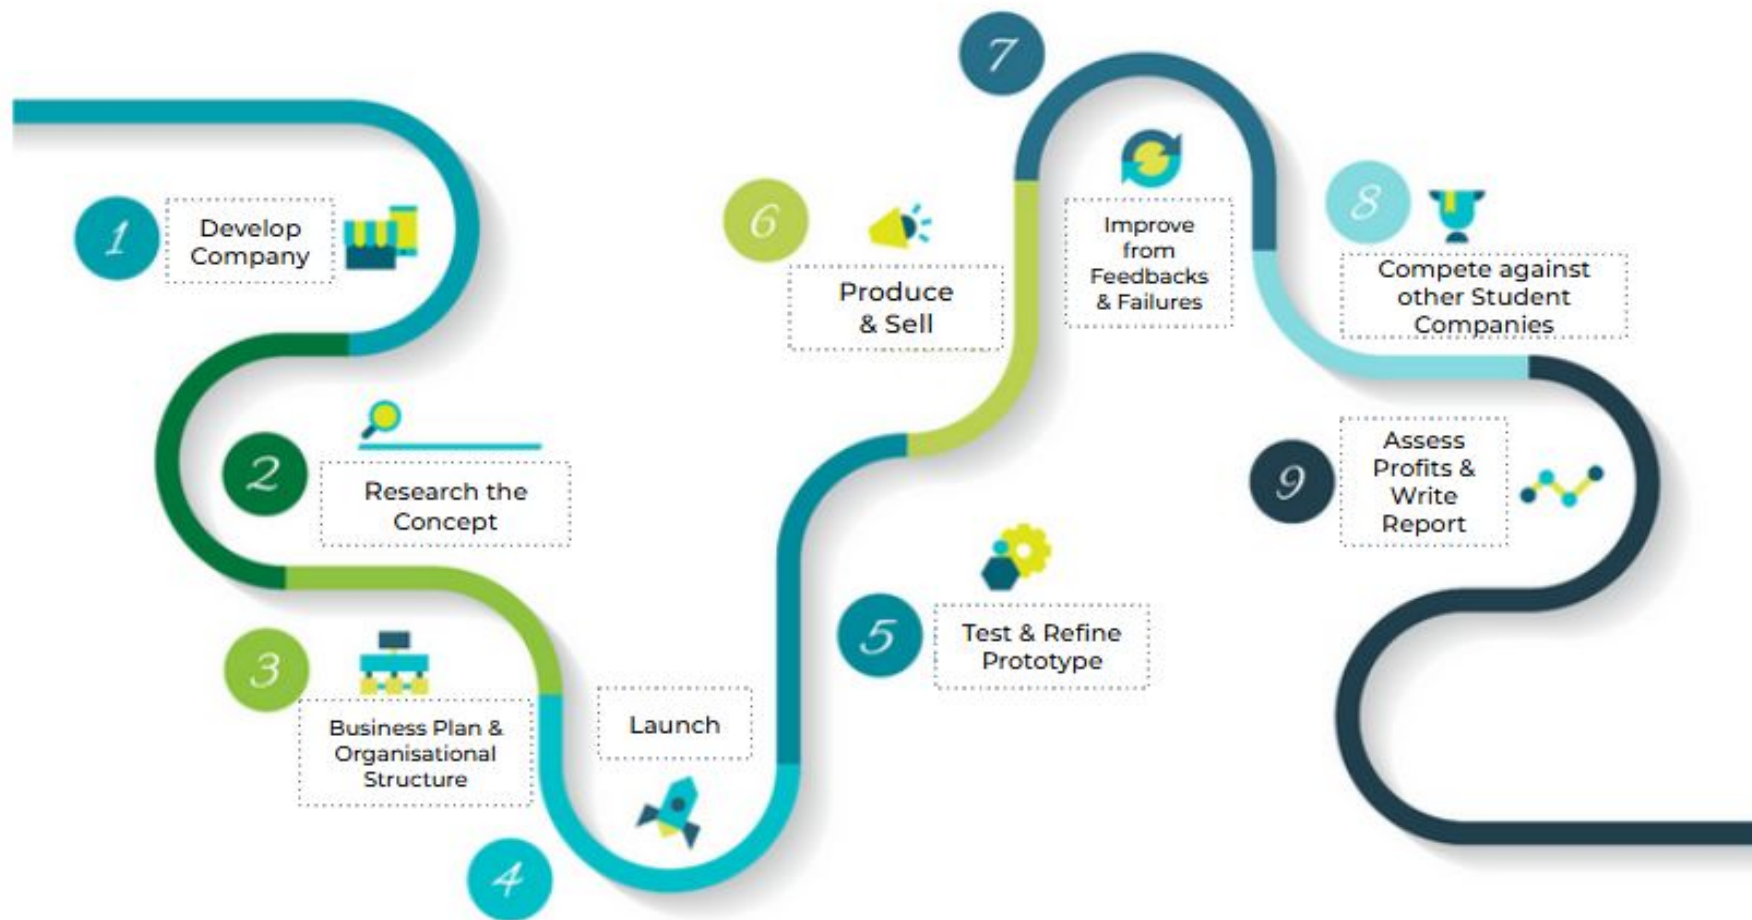 1
Develop
Company
2
Research the
Concept
3
Business Plan &
Organisational
Structure
4
Launch
5
Test & Refine
Prototype
6
Produce
& Sell
7
Improve
from
Feedbacks
& Failures
8
Compete against
other Student
Companies
9
Assess
Profits &
Write
Report